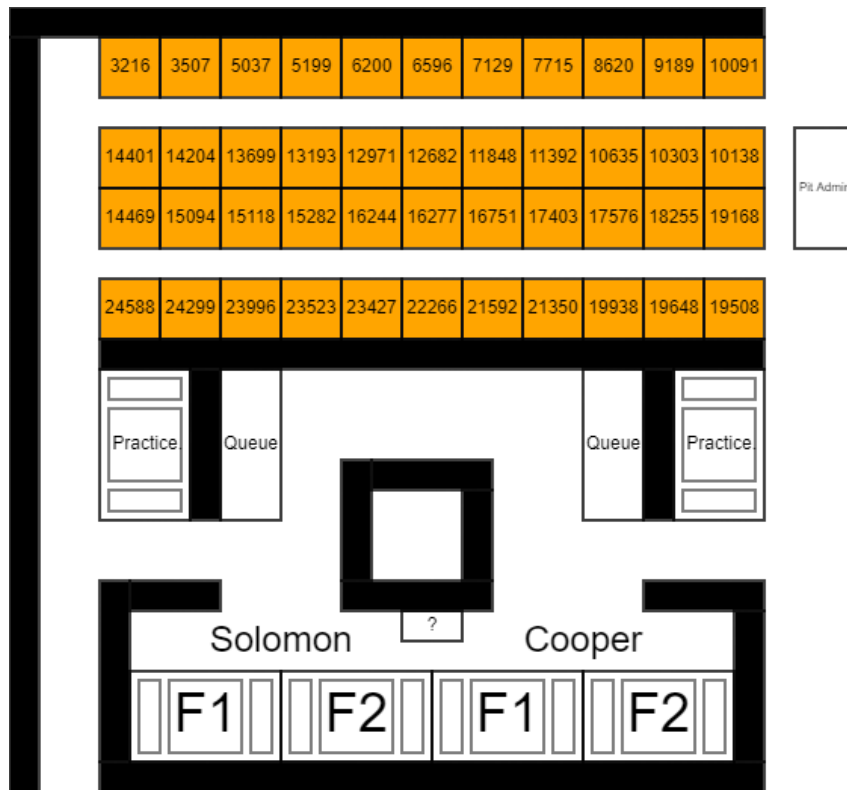 3216 3507 5037 5199 6200 6596 7129 7715 8620 9189 10091
14401 14204 13699 13193 12971 12682 11848 11392 10635 10303 10138
Pit Admin
14469 15094 15118 15282 16244 16277 16751 17403 17576 18255 19168
24588 24299 23996 23523 23427 22266 21592 21350 19938 19648 19508
Practice. Queue Queue Practice.
?
Solomon Cooper
F1 F2 F1 F2